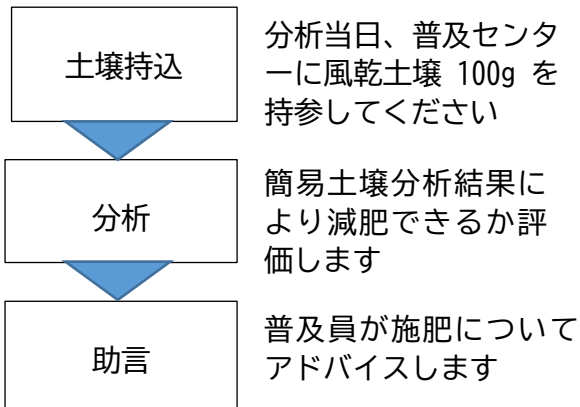 土壌持込
分析当日、普及センタ
ーに風乾土壌 100g を
持参してください
分析
簡易土壌分析結果に
より減肥できるか評
価します
助言
普及員が施肥について
アドバイスします